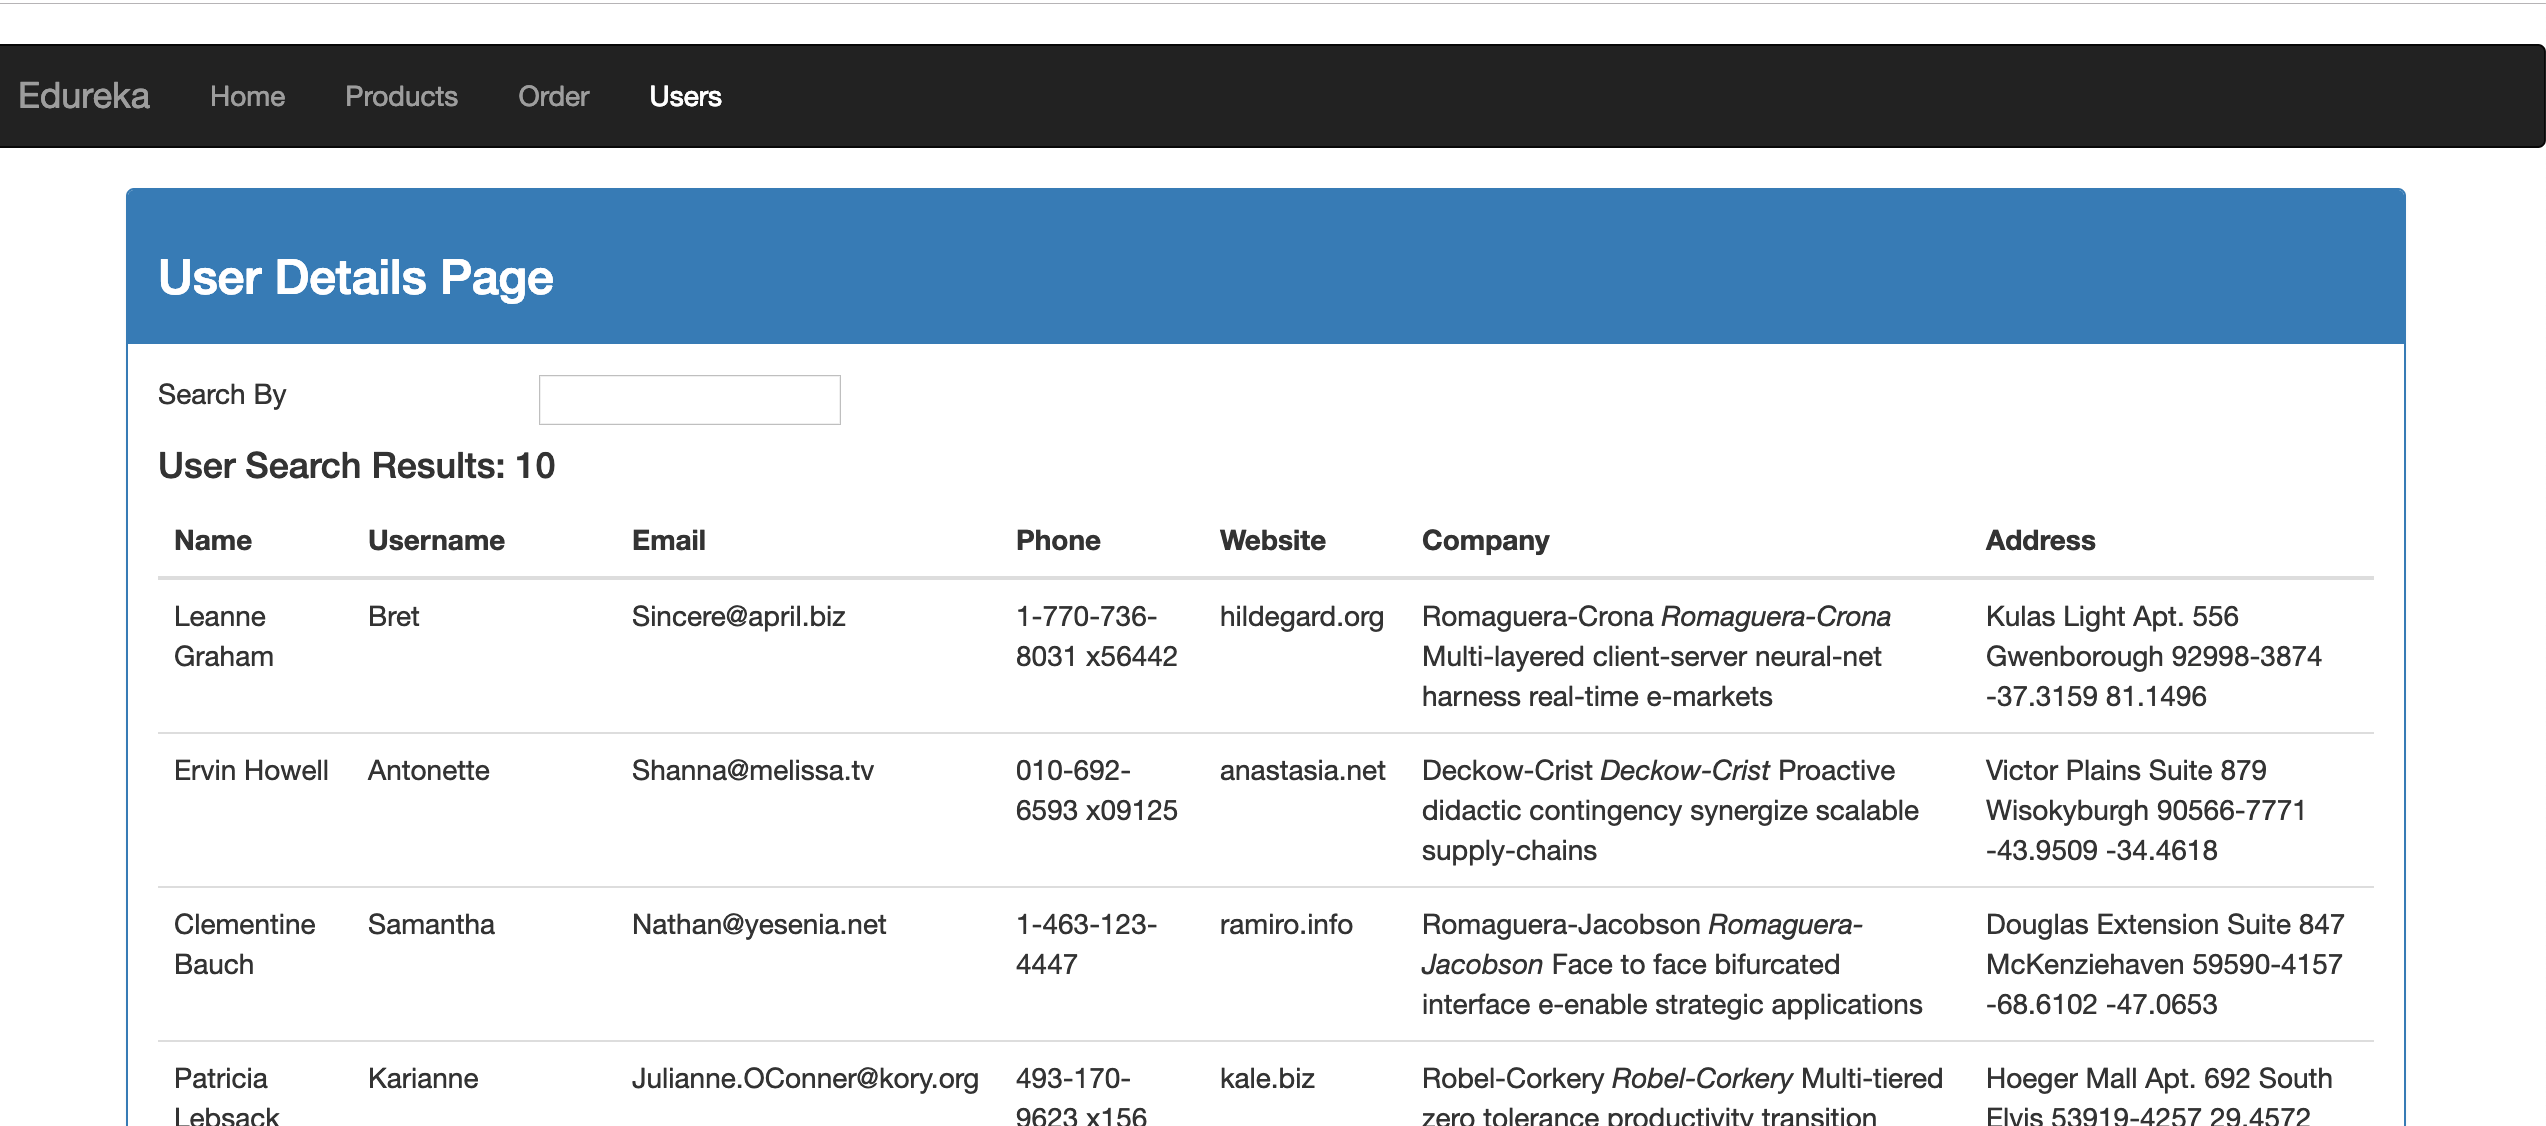 Edureka Home Products Order Users
User Details Page
Search By
User Search Results: 10
Name Username Email Phone Website Company Address
Leanne Bret Sincere@april.biz 1-770-736- hildegard.org Romaguera-Crona Romaguera-Crona Kulas Light Apt. 556
Graham 8031 x56442 Multi-layered client-server neural-net Gwenborough 92998-3874
harness real-time e-markets -37.3159 81.1496
Ervin Howell Antonette Shanna@melissa.tv 010-692- anastasia.net Deckow-Crist Deckow-Crist Proactive Victor Plains Suite 879
6593 x09125 didactic contingency synergize scalable Wisokyburgh 90566-7771
supply-chains -43.9509 -34.4618
Clementine Samantha Nathan@yesenia.net 1-463-123- ramiro.info Romaguera-Jacobson Romaguera- Douglas Extension Suite 847
Bauch 4447 Jacobson Face to face bifurcated McKenziehaven 59590-4157
interface e-enable strategic applications -68.6102 -47.0653
Patricia Karianne Julianne.OConner@kory.org 493-170- kale.biz Robel-Corkery Robel-Corkery Multi-tiered Hoeger Mall Apt. 692 South
Lebsack 9623 x156 zero tolerance productivity transition Elvis 53919-4257 29.4572